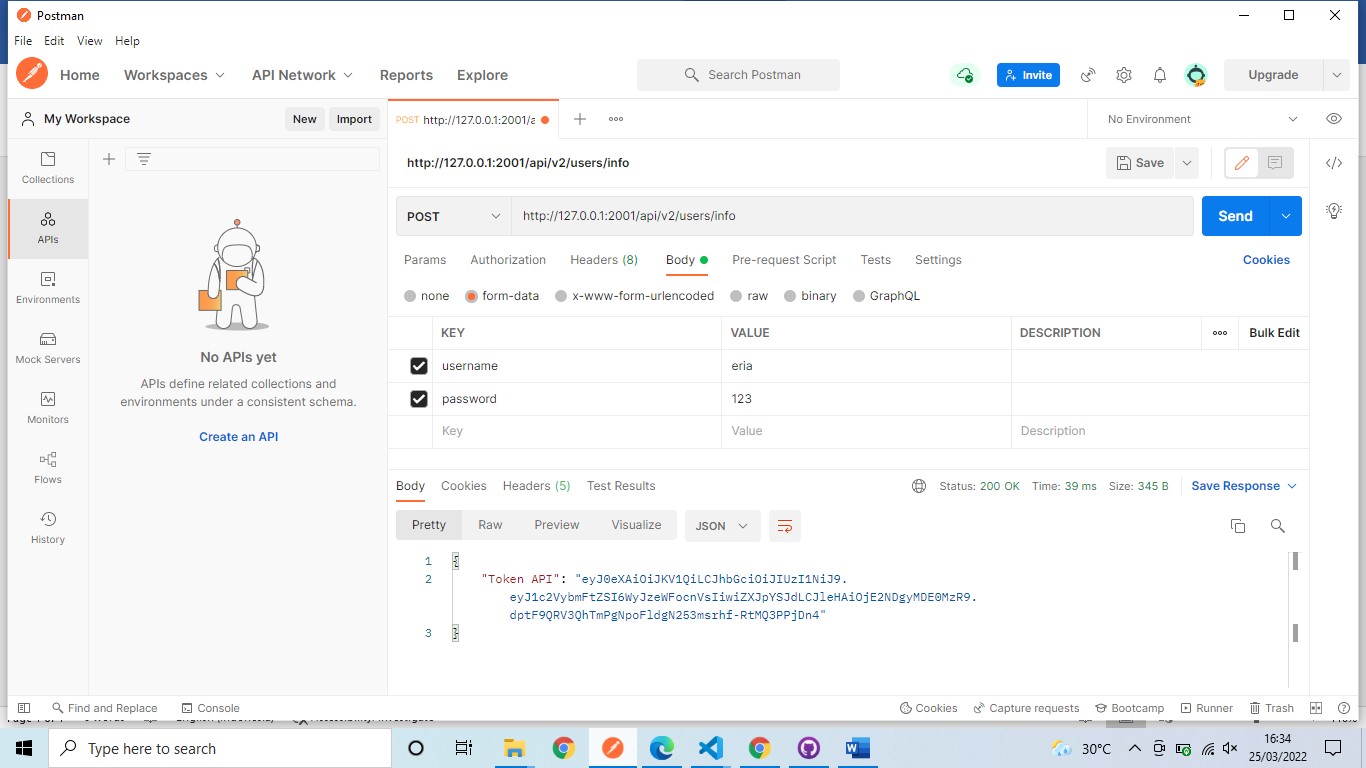 Postman
File Edit View Help
Home Workspaces API Network Reports Explore Search Postman Invite Upgrade
My Workspace New Import POST http://127.0.0.1:2001/a No Environment
http://127.0.0.1:2001/api/v2/users/info Save
Collections
APIs
Environments
Mock Servers
Monitors
Flows
History
No APIs yet
APIs define related collections and
environments under a consistent schema.
Create an API
POST http://127.0.0.1:2001/api/v2/users/info Send
Params Authorization Headers (8) Body Pre-request Script Tests Settings Cookies
none form-data x-www-form-urlencoded raw binary GraphQL
KEY VALUE DESCRIPTION Bulk Edit
username eria
password 123
Key Value Description
Body Cookies Headers (5) Test Results Status: 200 OK Time: 39 ms Size: 345 B Save Response
Pretty Raw Preview Visualize JSON
1 {
2 "Token API": "eyJ0eXAiOiJKV1QiLCJhbGciOiJIUzI1NiJ9.
eyJ1c2VybmFtZSI6WyJzeWFocnVsIiwiZXJpYSJdLCJleHAiOjE2NDgyMDE0MzR9.
dptF9QRV3QhTmPgNpoFldgN253msrhf-RtMQ3PPjDn4"
3 }
Find and Replace Console Cookies Capture requests Bootcamp Runner Trash
Type here to search 30°C 16:34
25/03/2022